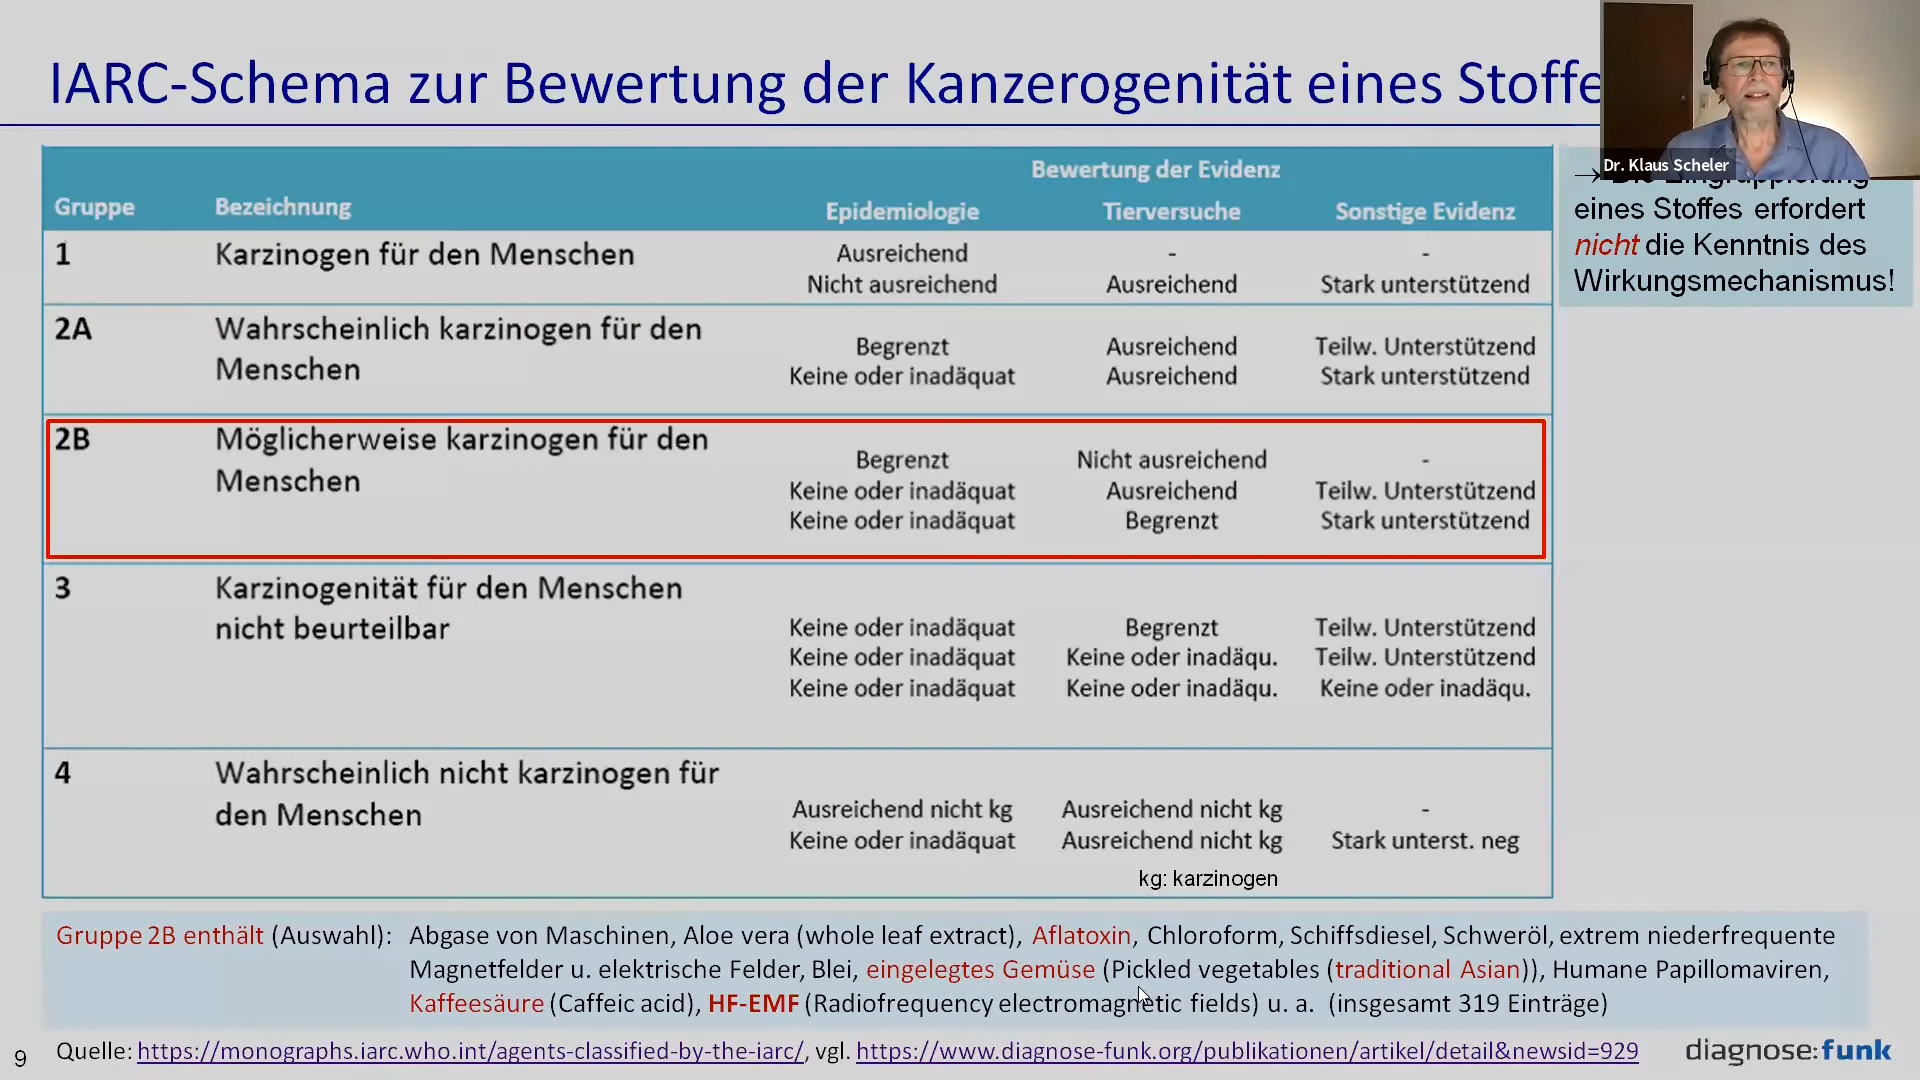 IARC-Schema zur Bewertung der Kanzerogenität eines Stoffe
Dr. Klaus Scheler
Bewertung der Evidenz
Gruppe Bezeichnung Epidemiologie Tierversuche Sonstige Evidenz
1 Karzinogen für den Menschen Ausreichend - -
Nicht ausreichend Ausreichend Stark unterstützend
2A Wahrscheinlich karzinogen für den
Menschen
Begrenzt Ausreichend Teilw. Unterstützend
Keine oder inadäquat Ausreichend Stark unterstützend
2B Möglicherweise karzinogen für den
Menschen
Begrenzt Nicht ausreichend -
Keine oder inadäquat Ausreichend Teilw. Unterstützend
Keine oder inadäquat Begrenzt Stark unterstützend
3 Karzinogenität für den Menschen
nicht beurteilbar
Keine oder inadäquat Begrenzt Teilw. Unterstützend
Keine oder inadäquat Keine oder inadäqu. Teilw. Unterstützend
Keine oder inadäquat Keine oder inadäqu. Keine oder inadäqu.
4 Wahrscheinlich nicht karzinogen für
den Menschen
Ausreichend nicht kg Ausreichend nicht kg -
Keine oder inadäquat Ausreichend nicht kg Stark unterst. neg
kg: karzinogen
→ Die Eingruppierung
eines Stoffes erfordert
nicht die Kenntnis des
Wirkungsmechanismus!
Gruppe 2B enthält (Auswahl): Abgase von Maschinen, Aloe vera (whole leaf extract), Aflatoxin, Chloroform, Schiffsdiesel, Schweröl, extrem niederfrequente
Magnetfelder u. elektrische Felder, Blei, eingelegtes Gemüse (Pickled vegetables (traditional Asian)), Humane Papillomaviren,
Kaffeesäure (Caffeic acid), HF-EMF (Radiofrequency electromagnetic fields) u. a. (insgesamt 319 Einträge)
9 Quelle: https://monographs.iarc.who.int/agents-classified-by-the-iarc/, vgl. https://www.diagnose-funk.org/publikationen/artikel/detail&newsid=929
diagnose:funk